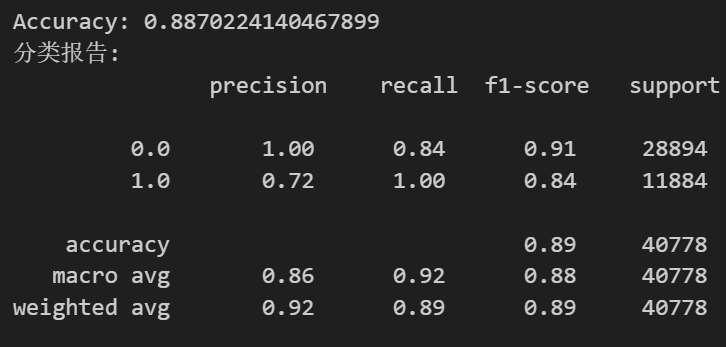 Accuracy: 0.8870224140467899
分类报告:
precision recall f1-score support
0.0 1.00 0.84 0.91 28894
1.0 0.72 1.00 0.84 11884
accuracy 0.89 40778
macro avg 0.86 0.92 0.88 40778
weighted avg 0.92 0.89 0.89 40778